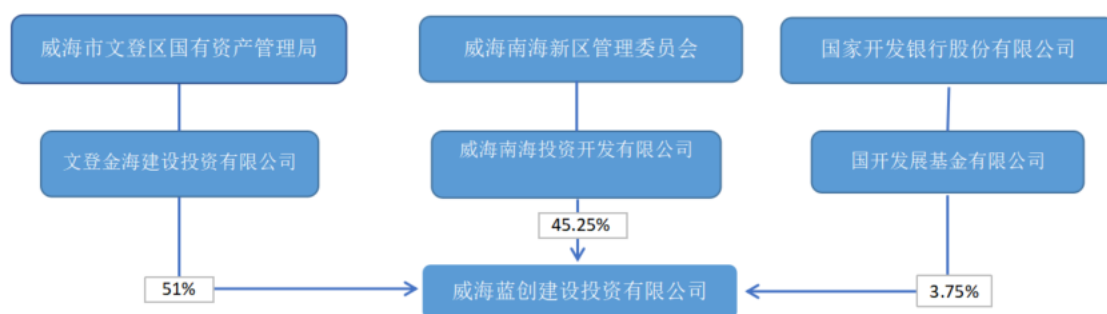 威海市文登区国有资产管理局
威海南海新区管理委员会
国家开发银行股份有限公司
文登金海建设投资有限公司
威海南海投资开发有限公司
国开发展基金有限公司
45.25%
51%
威海蓝创建设投资有限公司
3.75%